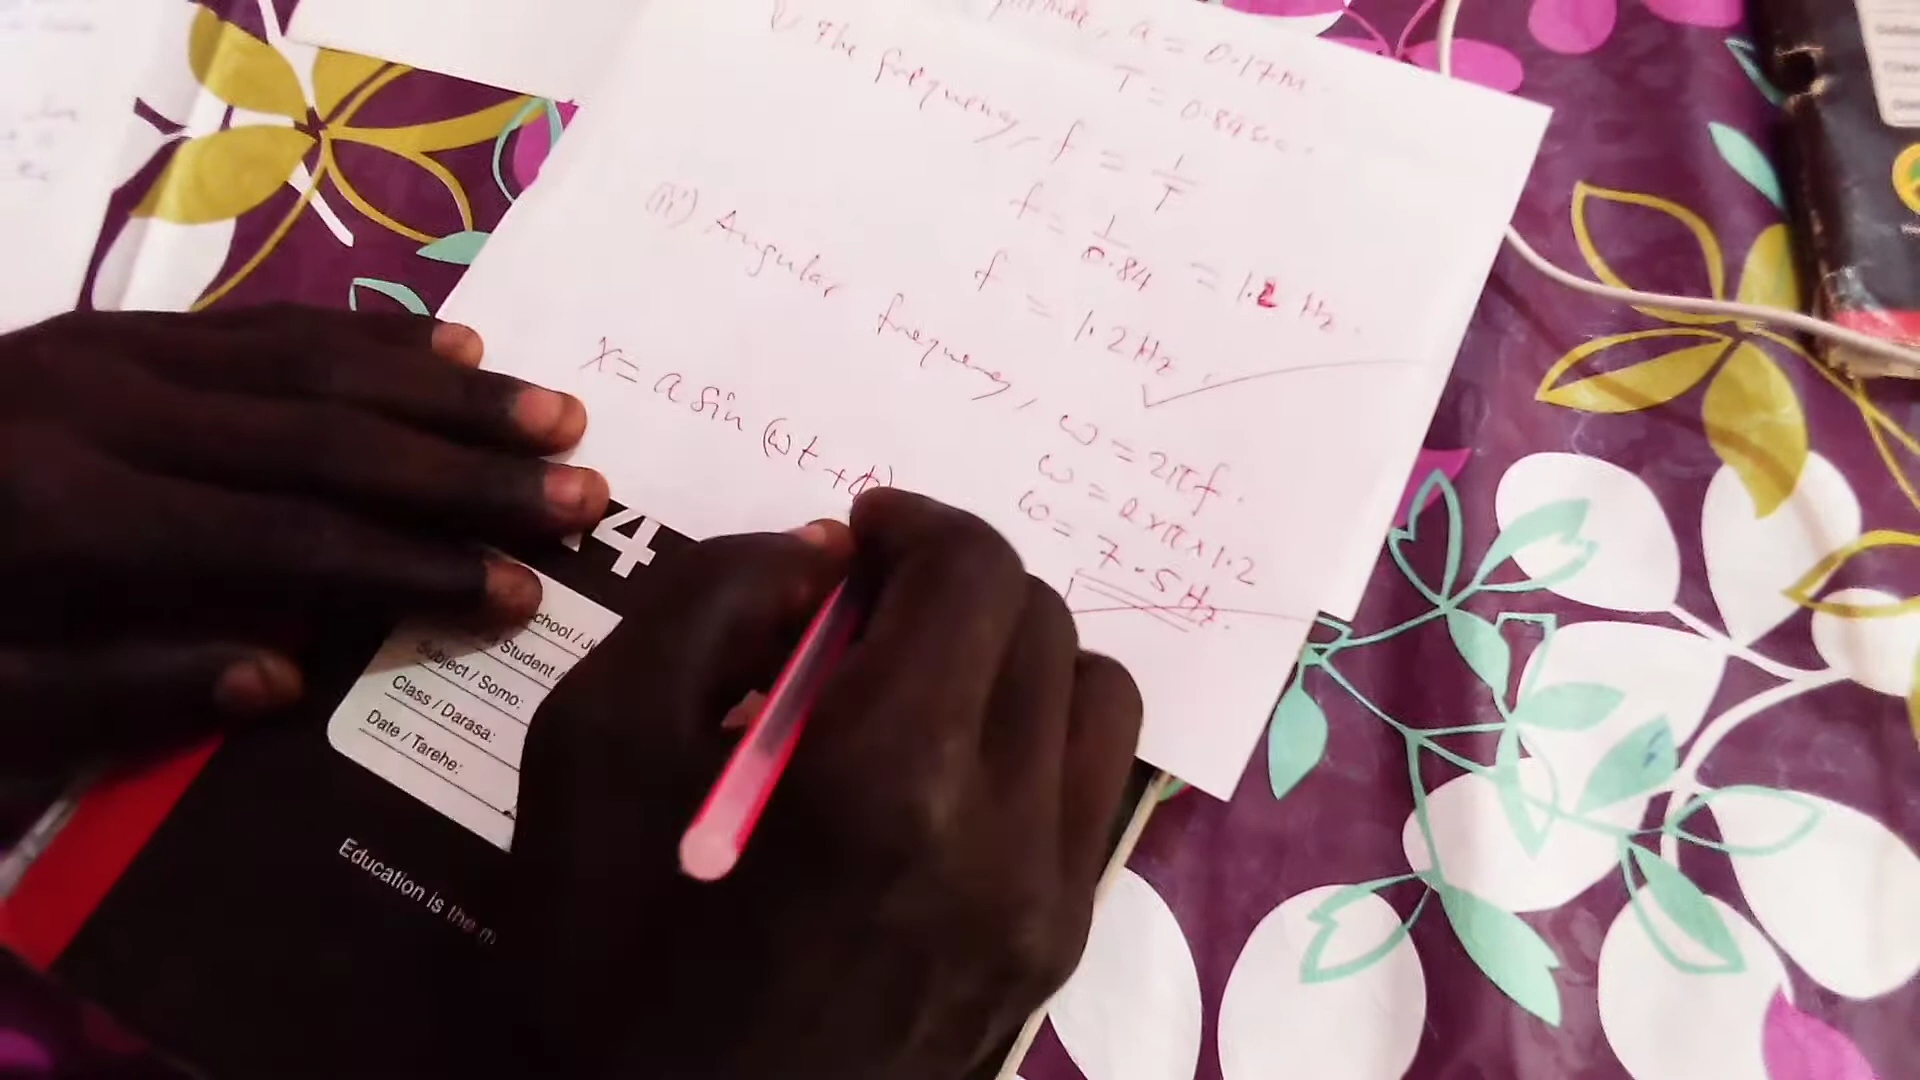 a = 0.17m.
T = 0.84sec.
The frequency, f = 1/T
f = 1/0.84 = 1.2 Hz.
f = 1.2 Hz.
(ii) Angular frequency, ω = 2πf.
ω = 2×π×1.2
ω = 7.5 Hz.
x = a sin (ωt + φ)
4
School /
Student /
Subject / Somo:
Class / Darasa:
Date / Tarehe:
Education is the m